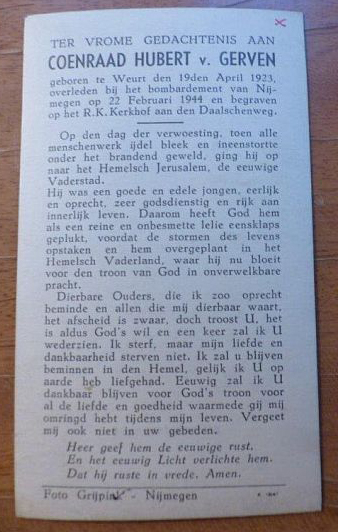 TER VROME GEDACHTENIS AAN
COENRAAD HUBERT v. GERVEN
geboren te Weurt den 19den April 1923,
overleden bij het bombardement van Nij-
megen op 22 Februari 1944 en begraven
op het R.K.Kerkhof aan den Daalscheweg.
Op den dag der verwoesting, toen alle
menschenwerk ijdel bleek en ineenstortte
onder het brandend geweld, ging hij op
naar het Hemelsch Jerusalem, de eeuwige
Vaderstad.
Hij was een goede en edele jongen, eerlijk
en oprecht, zeer godsdienstig en rijk aan
innerlijk leven. Daarom heeft God hem
als een reine en onbesmette lelie eensklaps
geplukt, voordat de stormen des levens
opstaken en hem overgeplant in het
Hemelsch Vaderland, waar hij nu bloeit
voor den troon van God in onverwelkbare
pracht.
Dierbare Ouders, die ik zoo oprecht
beminde en allen die mij dierbaar waart,
het afscheid is zwaar, doch troost U, het
is aldus God's wil en een keer zal ik U
wederzien. Ik sterf, maar mijn liefde en
dankbaarheid sterven niet. Ik zal u blijven
beminnen in den Hemel, gelijk ik U op
aarde heb liefgehad. Eeuwig zal ik U
dankbaar blijven voor God's troon voor
al de liefde en goedheid waarmede gij mij
omringd hebt tijdens mijn leven. Vergeet
mij ook niet in uw gebeden.
Heer geef hem de eeuwige rust.
En het eeuwig Licht verlichte hem.
Dat hij ruste in vrede. Amen.
Foto Grijpink - Nijmegen